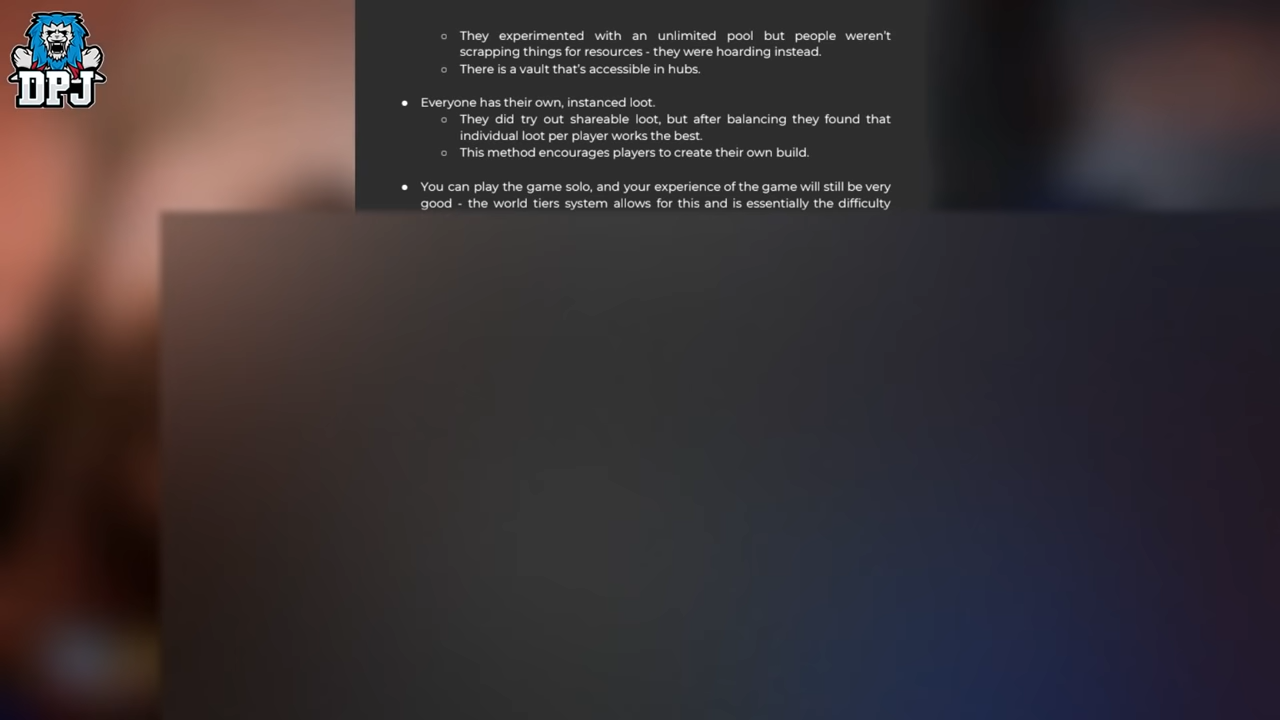 DPJ
○ They experimented with an unlimited pool but people weren't
scrapping things for resources - they were hoarding instead.
○ There is a vault that's accessible in hubs.
● Everyone has their own, instanced loot.
○ They did try out shareable loot, but after balancing they found that
individual loot per player works the best.
○ This method encourages players to create their own build.
● You can play the game solo, and your experience of the game will still be very
good - the world tiers system allows for this and is essentially the difficulty